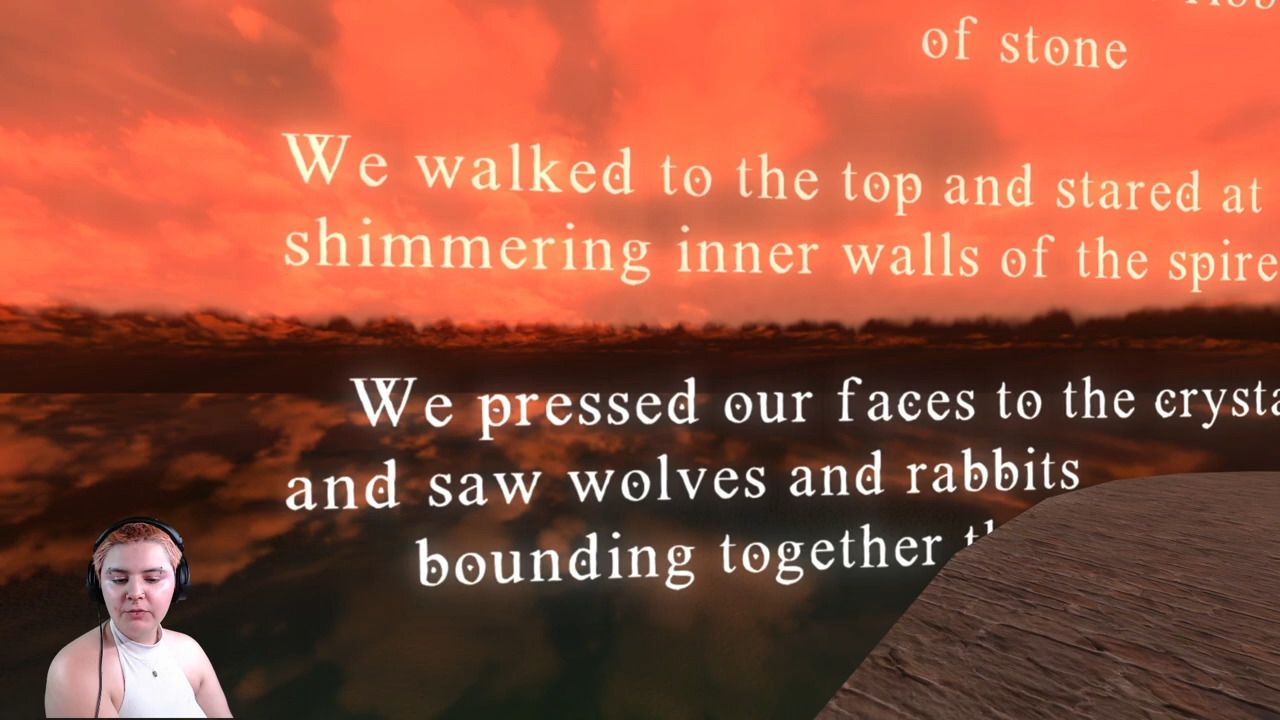 of stone
We walked to the top and stared at
shimmering inner walls of the spire
We pressed our faces to the
and saw wolves and rabbits
bounding together